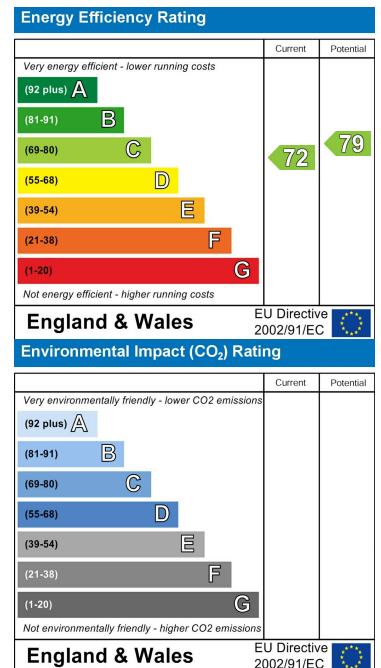 Energy Efficiency Rating
Current Potential
Very energy efficient - lower running costs
(92 plus) A
(81-91) B
(69-80) C
(55-68) D
(39-54) E
(21-38) F
(1-20) G
72
79
Not energy efficient - higher running costs
England & Wales
EU Directive
2002/91/EC
Environmental Impact (CO₂) Rating
Current Potential
Very environmentally friendly - lower CO2 emissions
(92 plus) A
(81-91) B
(69-80) C
(55-68) D
(39-54) E
(21-38) F
(1-20) G
Not environmentally friendly - higher CO2 emissions
England & Wales
EU Directive
2002/91/EC